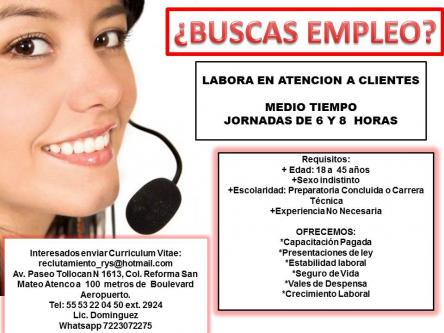 ¿BUSCAS EMPLEO?
LABORA EN ATENCION A CLIENTES
MEDIO TIEMPO
JORNADAS DE 6 Y 8 HORAS
Requisitos:
+ Edad: 18 a 45 años
+Sexo indistinto
+Escolaridad: Preparatoria Concluida o Carrera
Técnica
+Experiencia No Necesaria
OFRECEMOS:
*Capacitación Pagada
*Presentaciones de ley
*Estabilidad laboral
*Seguro de Vida
*Vales de Despensa
*Crecimiento Laboral
Interesados enviar Curriculum Vitae:
reclutamiento_rys@hotmail.com
Av. Paseo Tollocan N 1613, Col. Reforma San
Mateo Atenco a 100 metros de Boulevard
Aeropuerto.
Tel: 55 53 22 04 50 ext. 2924
Lic. Dominguez
Whatsapp 7223072275